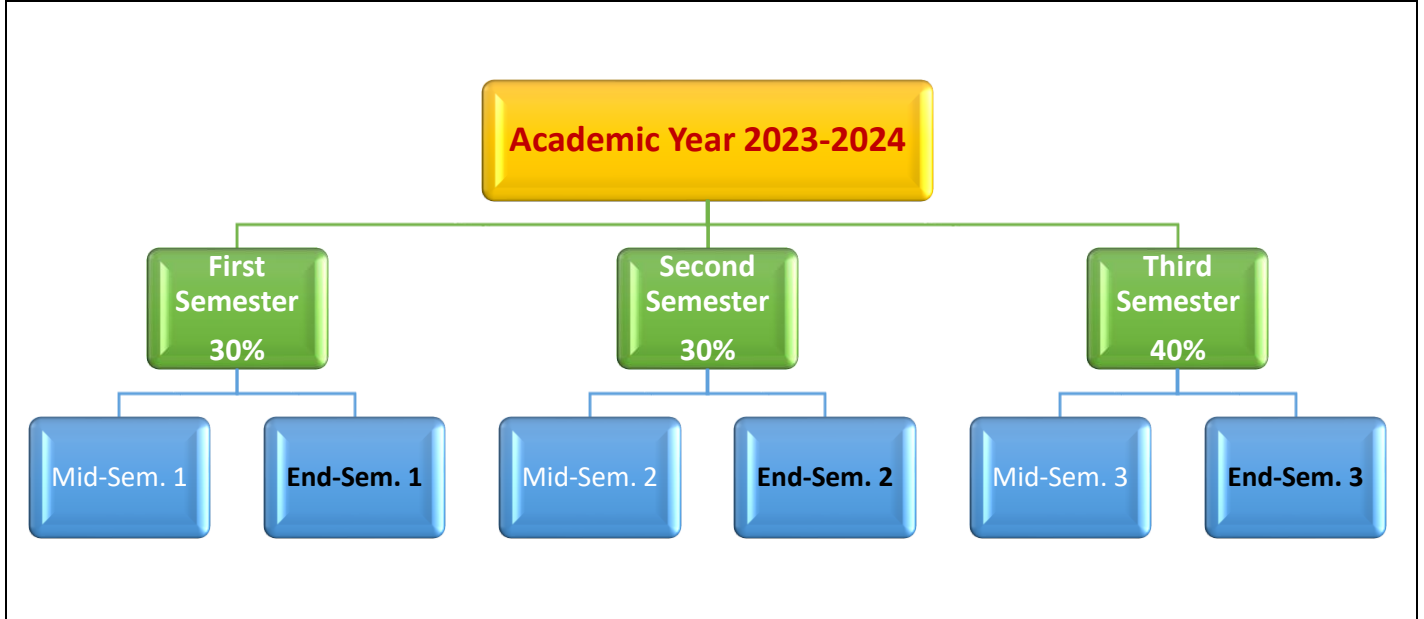 Academic Year 2023-2024
First
Semester
30%
Second
Semester
30%
Third
Semester
40%
Mid-Sem. 1
End-Sem. 1
Mid-Sem. 2
End-Sem. 2
Mid-Sem. 3
End-Sem. 3